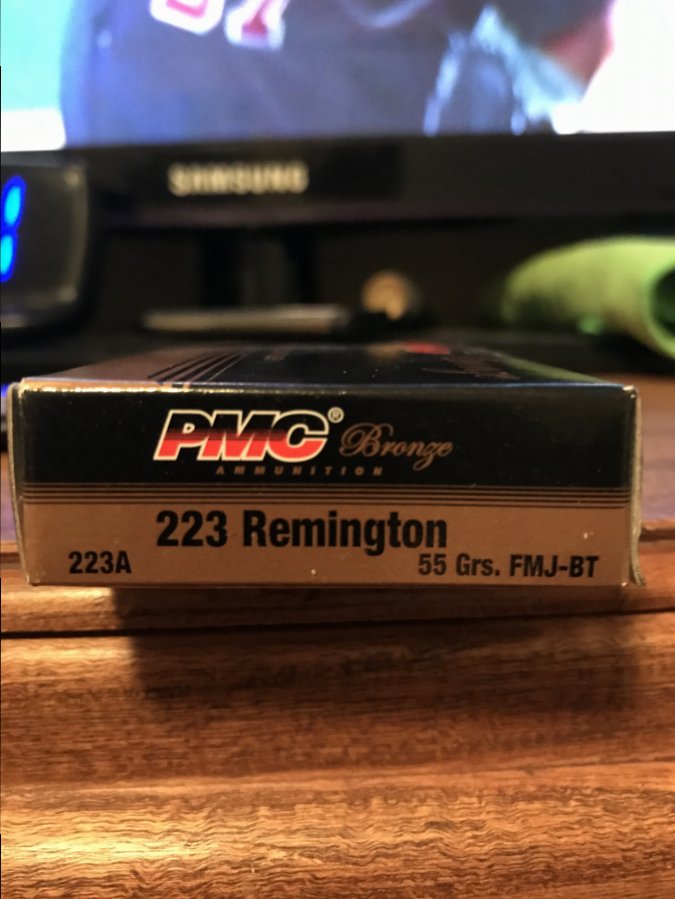 SAMSUNG
PMC® Bronze
AMMUNITION
223 Remington
223A
55 Grs. FMJ-BT